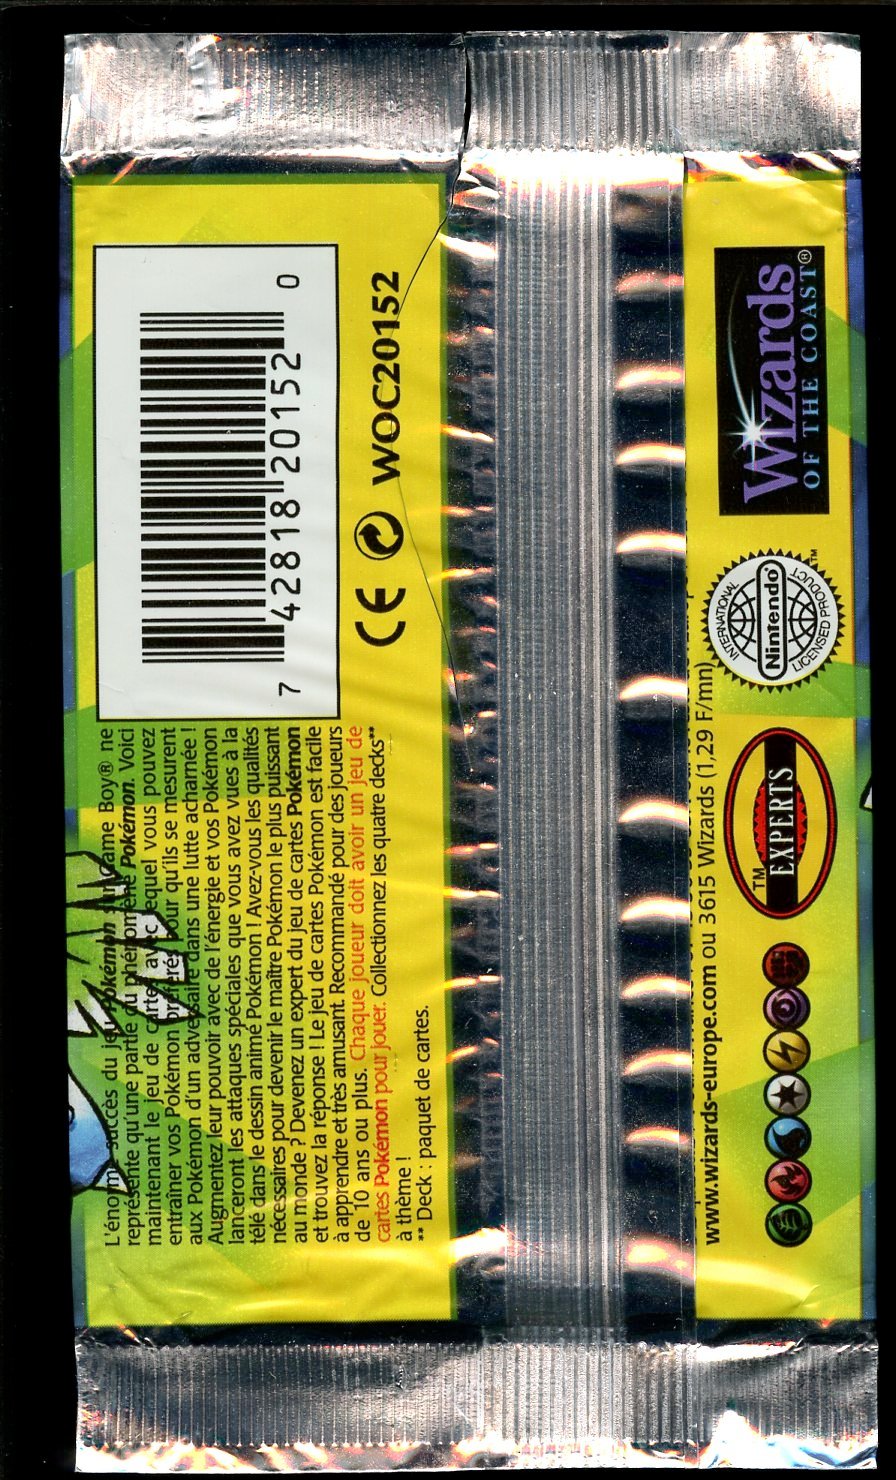 L'énorme succès du jeu Pokémon sur Game Boy® ne
représente qu'une partie du phénomène Pokémon. Voici
maintenant le jeu de cartes avec lequel vous pouvez
entraîner vos Pokémon préférés pour qu'ils se mesurent
aux Pokémon d'un adversaire dans une lutte acharnée !
Augmentez leur pouvoir avec de l'énergie et vos Pokémon
lanceront les attaques spéciales que vous avez vues à la
télé dans le dessin animé Pokémon ! Avez-vous les qualités
nécessaires pour devenir le maître Pokémon le plus puissant
au monde ? Devenez un expert du jeu de cartes Pokémon
et trouvez la réponse ! Le jeu de cartes Pokémon est facile
à apprendre et très amusant. Recommandé pour des joueurs
de 10 ans ou plus. Chaque joueur doit avoir un jeu de
cartes Pokémon pour jouer. Collectionnez les quatre decks**
à thème !
** Deck : paquet de cartes.
7 42818 20152 0
CE WOC20152
www.wizards-europe.com ou 3615 Wizards (1,29 F/mn)
EXPERTS™
INTERNATIONAL
Nintendo®
LICENSED PRODUCT™
Wizards
OF THE COAST®